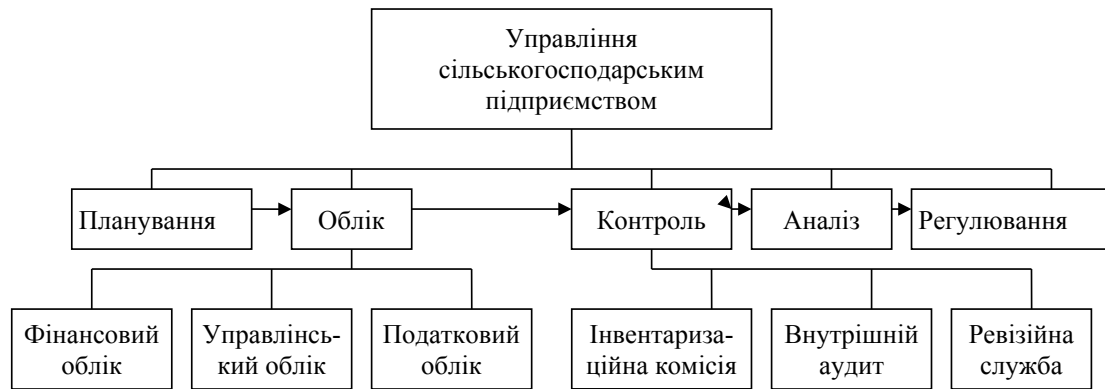 Управління
сільськогосподарським
підприємством
Планування
Облік
Контроль
Аналіз
Регулювання
Фінансовий
облік
Управлінсь-
кий облік
Податковий
облік
Інвентариза-
ційна комісія
Внутрішній
аудит
Ревізійна
служба